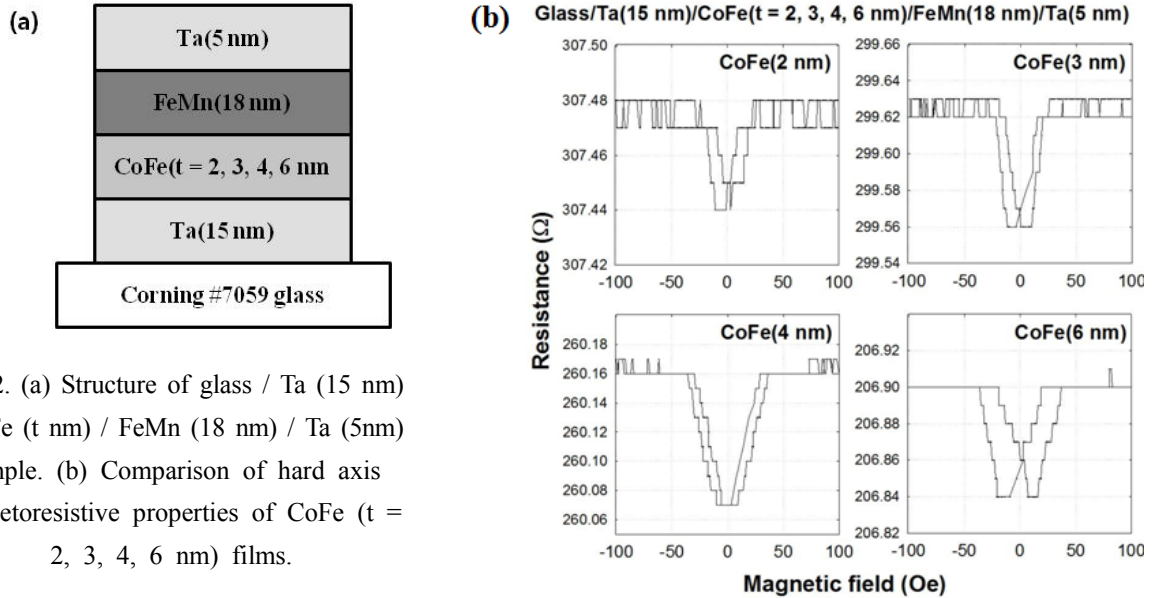 (a)
Ta(5 nm)
FeMn(18 nm)
CoFe(t = 2, 3, 4, 6 nm
Ta(15 nm)
Corning #7059 glass
2. (a) Structure of glass / Ta (15 nm)
e (t nm) / FeMn (18 nm) / Ta (5nm)
ple. (b) Comparison of hard axis
etoresistive properties of CoFe (t =
2, 3, 4, 6 nm) films.
(b)
Glass/Ta(15 nm)/CoFe(t = 2, 3, 4, 6 nm)/FeMn(18 nm)/Ta(5 nm)
Resistance (Ω)
CoFe(2 nm)
307.50
307.48
307.46
307.44
307.42
-100 -50 0 50 100
CoFe(3 nm)
299.66
299.64
299.62
299.60
299.58
299.56
299.54
-100 -50 0 50 100
CoFe(4 nm)
260.18
260.16
260.14
260.12
260.10
260.08
260.06
-100 -50 0 50 100
CoFe(6 nm)
206.92
206.90
206.88
206.86
206.84
206.82
-100 -50 0 50 100
Magnetic field (Oe)